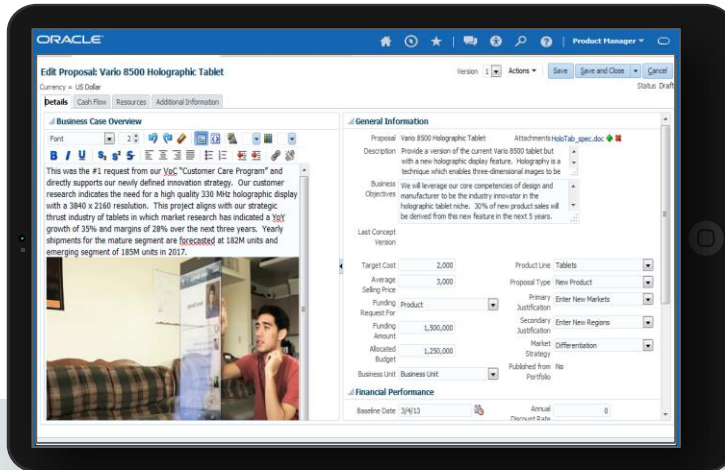 ORACLE
Product Manager
Edit Proposal: Vario 8500 Holographic Tablet
Version 1 Actions Save Save and Close Cancel
Currency = US Dollar
Status Draft
Details Cash Flow Resources Additional Information
Business Case Overview
Font 2
B I U S₂ S²
This was the #1 request from our VoC "Customer Care Program" and
directly supports our newly defined innovation strategy. Our customer
research indicates the need for a high quality 330 MHz holographic display
with a 3840 x 2160 resolution. This project aligns with our strategic
thrust industry of tablets in which market research has indicated a YoY
growth of 35% and margins of 28% over the next three years. Yearly
shipments for the mature segment are forecasted at 182M units and
emerging segment of 185M units in 2017.
General Information
Proposal Vario 8500 Holographic Tablet
Attachments HoloTab_spec.doc
Description Provide a version of the current Vario 8500 tablet but
with a new holographic display feature. Holography is a
technique which enables three-dimensional images to be
Business Objectives We will leverage our core competencies of design and
manufacturer to be the industry innovator in the
holographic tablet niche. 30% of new product sales will
be derived from this new feature in the next 5 years.
Last Concept
Version
Target Cost 2,000
Product Line Tablets
Average
Selling Price 3,000
Proposal Type New Product
Funding
Request For Product
Primary
Justification Enter New Markets
Funding
Amount 1,500,000
Secondary
Justification Enter New Regions
Allocated
Budget 1,250,000
Market
Strategy Differentiation
Business Unit Business Unit
Published from
Portfolio No
Financial Performance
Baseline Date 3/4/13
Annual
Discount Rate 0